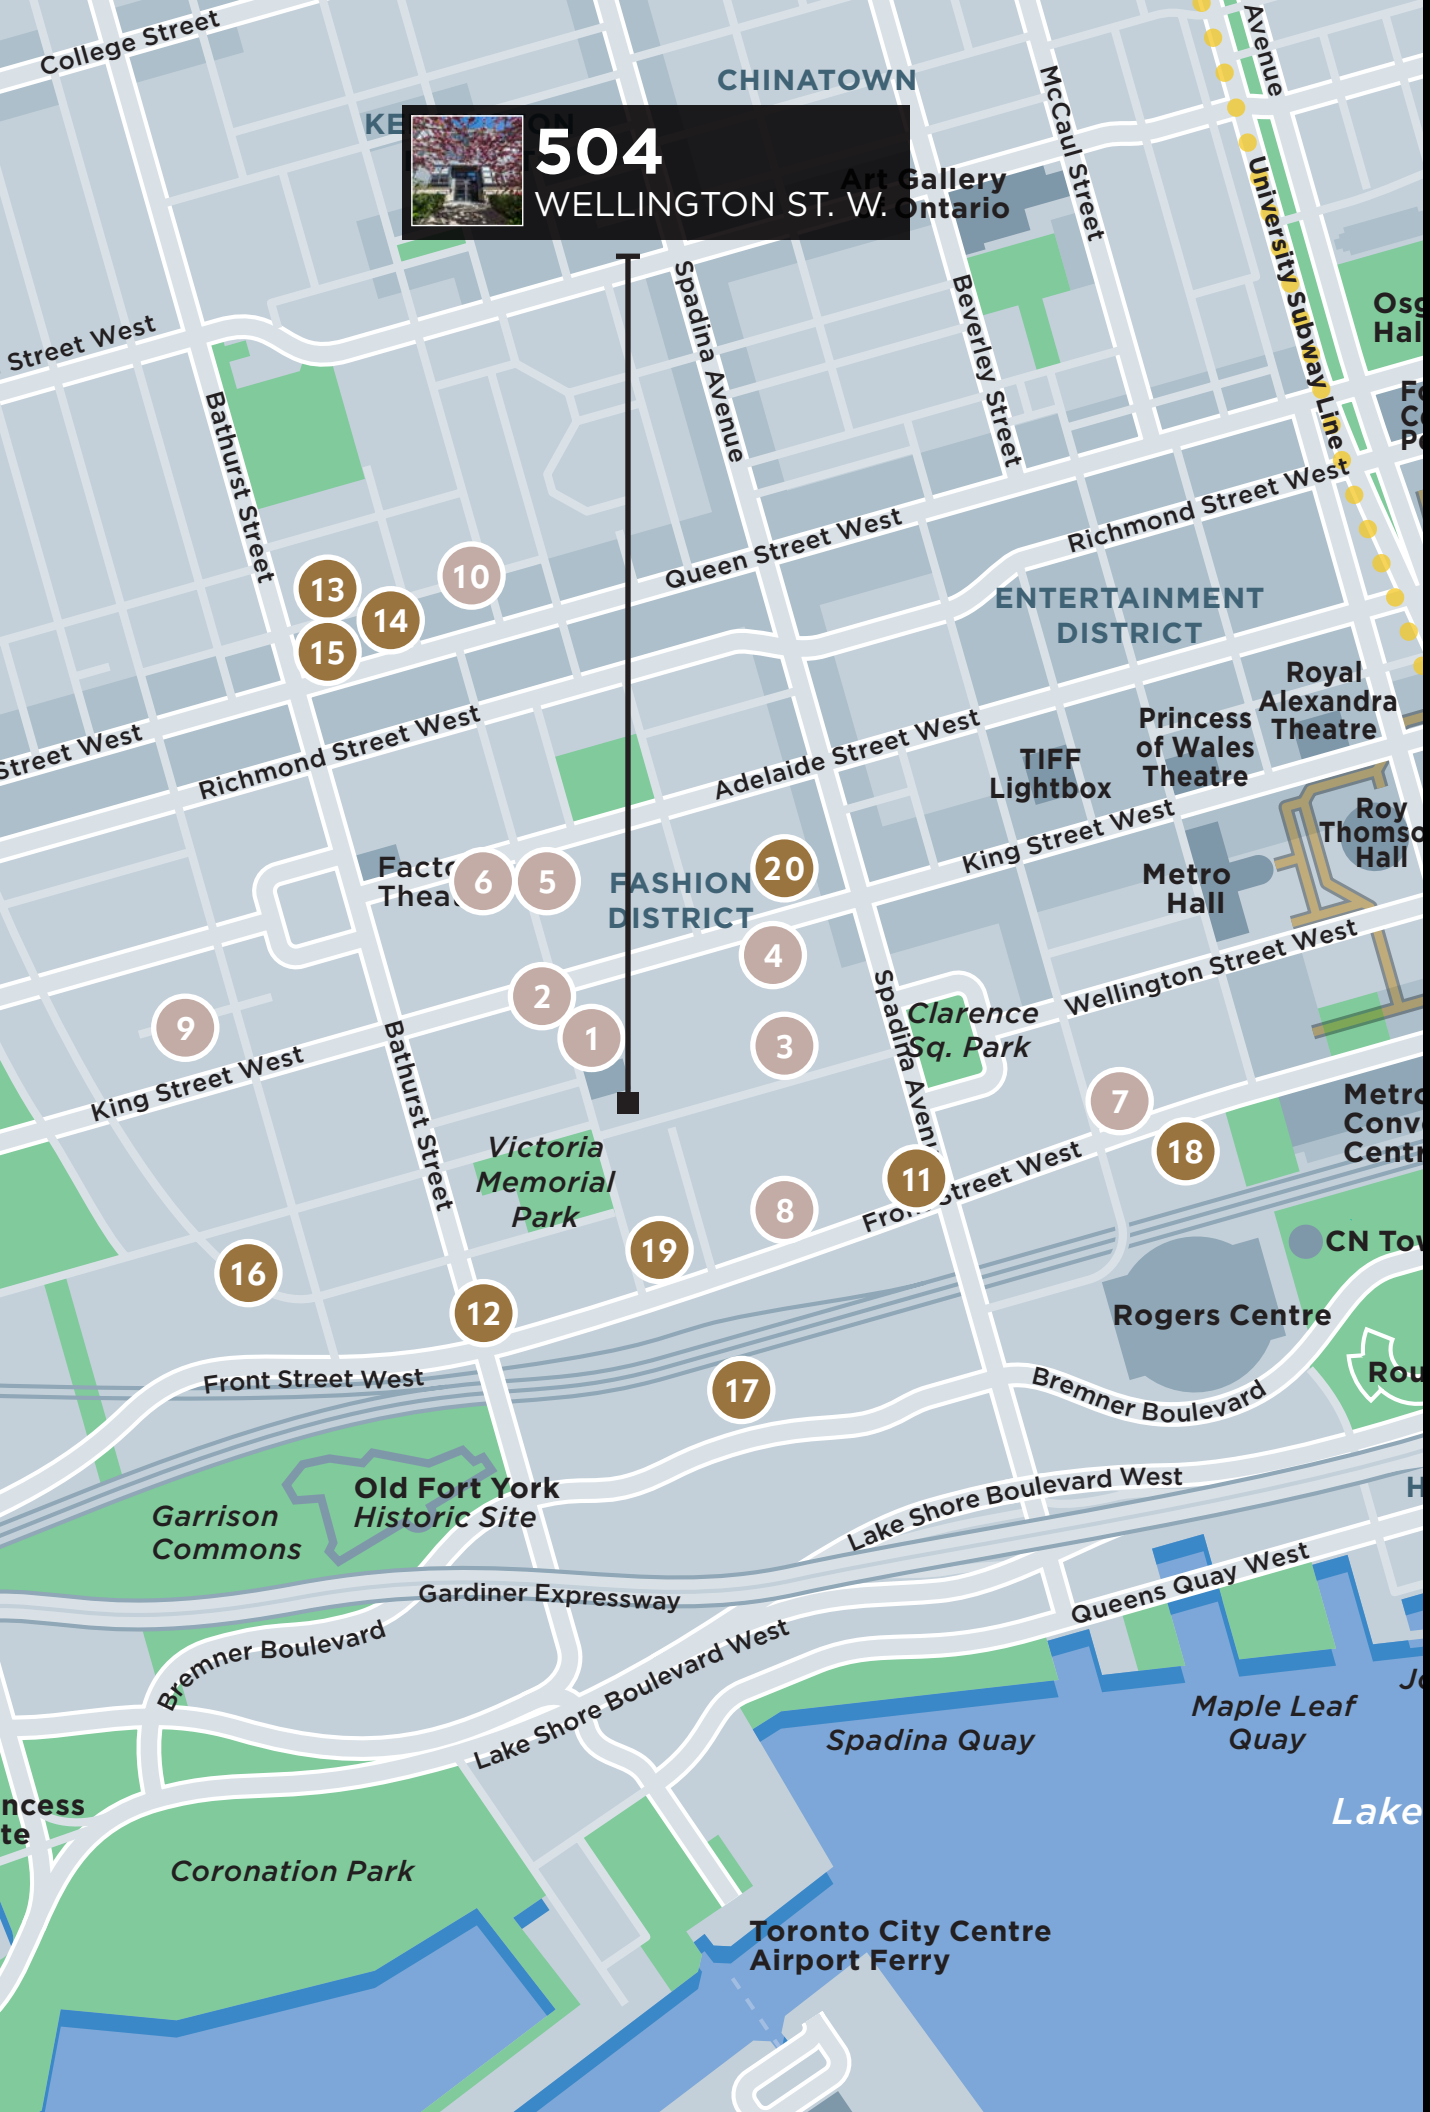 College Street
Avenue
CHINATOWN
McCaul Street
504
WELLINGTON ST. W.
Art Gallery
of Ontario
University Subway Line
Spadina Avenue
Beverley Street
Street West
Bathurst Street
Queen Street West
Richmond Street West
13
10
14
15
ENTERTAINMENT
DISTRICT
Royal
Alexandra
Theatre
Princess
of Wales
Theatre
TIFF
Lightbox
Street West
Richmond Street West
Adelaide Street West
King Street West
Roy
Hall
Metro
Hall
6
5
FASHION
DISTRICT
20
4
2
1
3
9
Wellington Street West
Spadina Avenu
Clarence
Sq. Park
King Street West
Bathurst Street
7
18
Victoria
Memorial
Park
11
Front Street West
8
19
16
12
CN
Rogers Centre
17
Front Street West
Bremner Boulevard
Old Fort York
Historic Site
Garrison
Commons
Lake Shore Boulevard West
Gardiner Expressway
Queens Quay West
Bremner Boulevard
Lake Shore Boulevard West
Maple Leaf
Quay
Spadina Quay
Lake
Coronation Park
Toronto City Centre
Airport Ferry